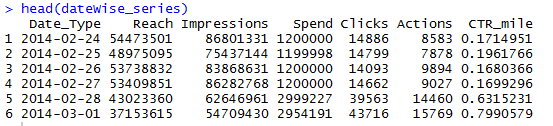 > head(datewise_series)
Date_Type Reach Impressions Spend Clicks Actions CTR_mile
1 2014-02-24 54473501 86801331 1200000 14886 8583 0.1714951
2 2014-02-25 48975095 75437144 1199998 14799 7878 0.1961766
3 2014-02-26 53738832 83868631 1200000 14093 9894 0.1680366
4 2014-02-27 53409851 86282768 1200000 14662 9027 0.1699296
5 2014-02-28 43023360 62646961 2999227 39563 14460 0.6315231
6 2014-03-01 37153615 54709430 2954191 43716 15769 0.7990579